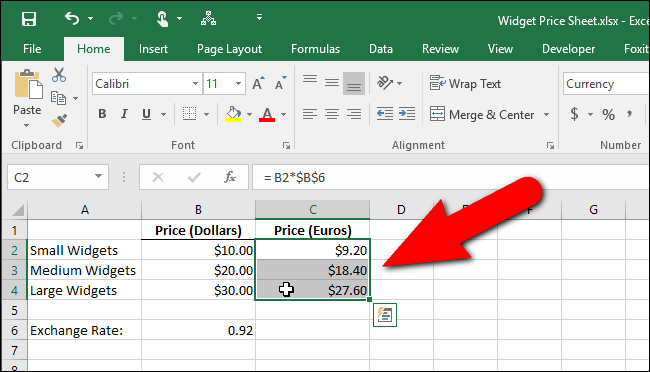 Widget Price Sheet.xlsx - Exce
File Home Insert Page Layout Formulas Data Review View Developer Foxit
Calibri 11 A A Wrap Text Currency
Paste B I U A Merge & Center $ % ,
Clipboard Font Alignment Number
C2 fx = B2*$B$6
A B C D E F G
1 Price (Dollars) Price (Euros)
2 Small Widgets $10.00 $9.20
3 Medium Widgets $20.00 $18.40
4 Large Widgets $30.00 $27.60
5
6 Exchange Rate: 0.92
7
8